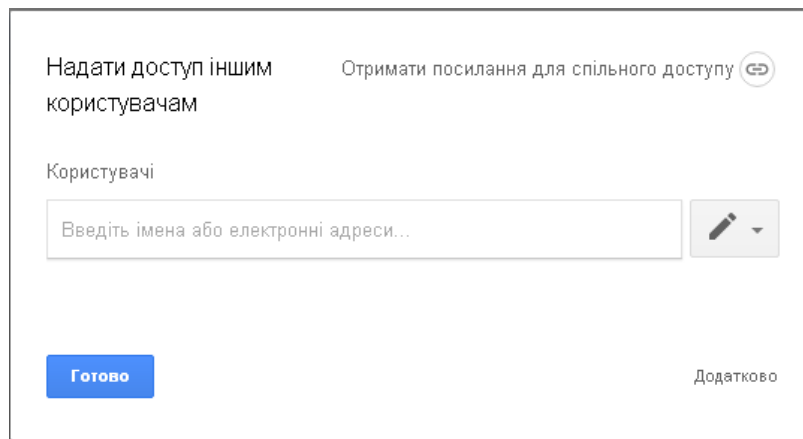 Надати доступ іншим
користувачам
Отримати посилання для спільного доступу
Користувачі
Введіть імена або електронні адреси...
Готово
Додатково